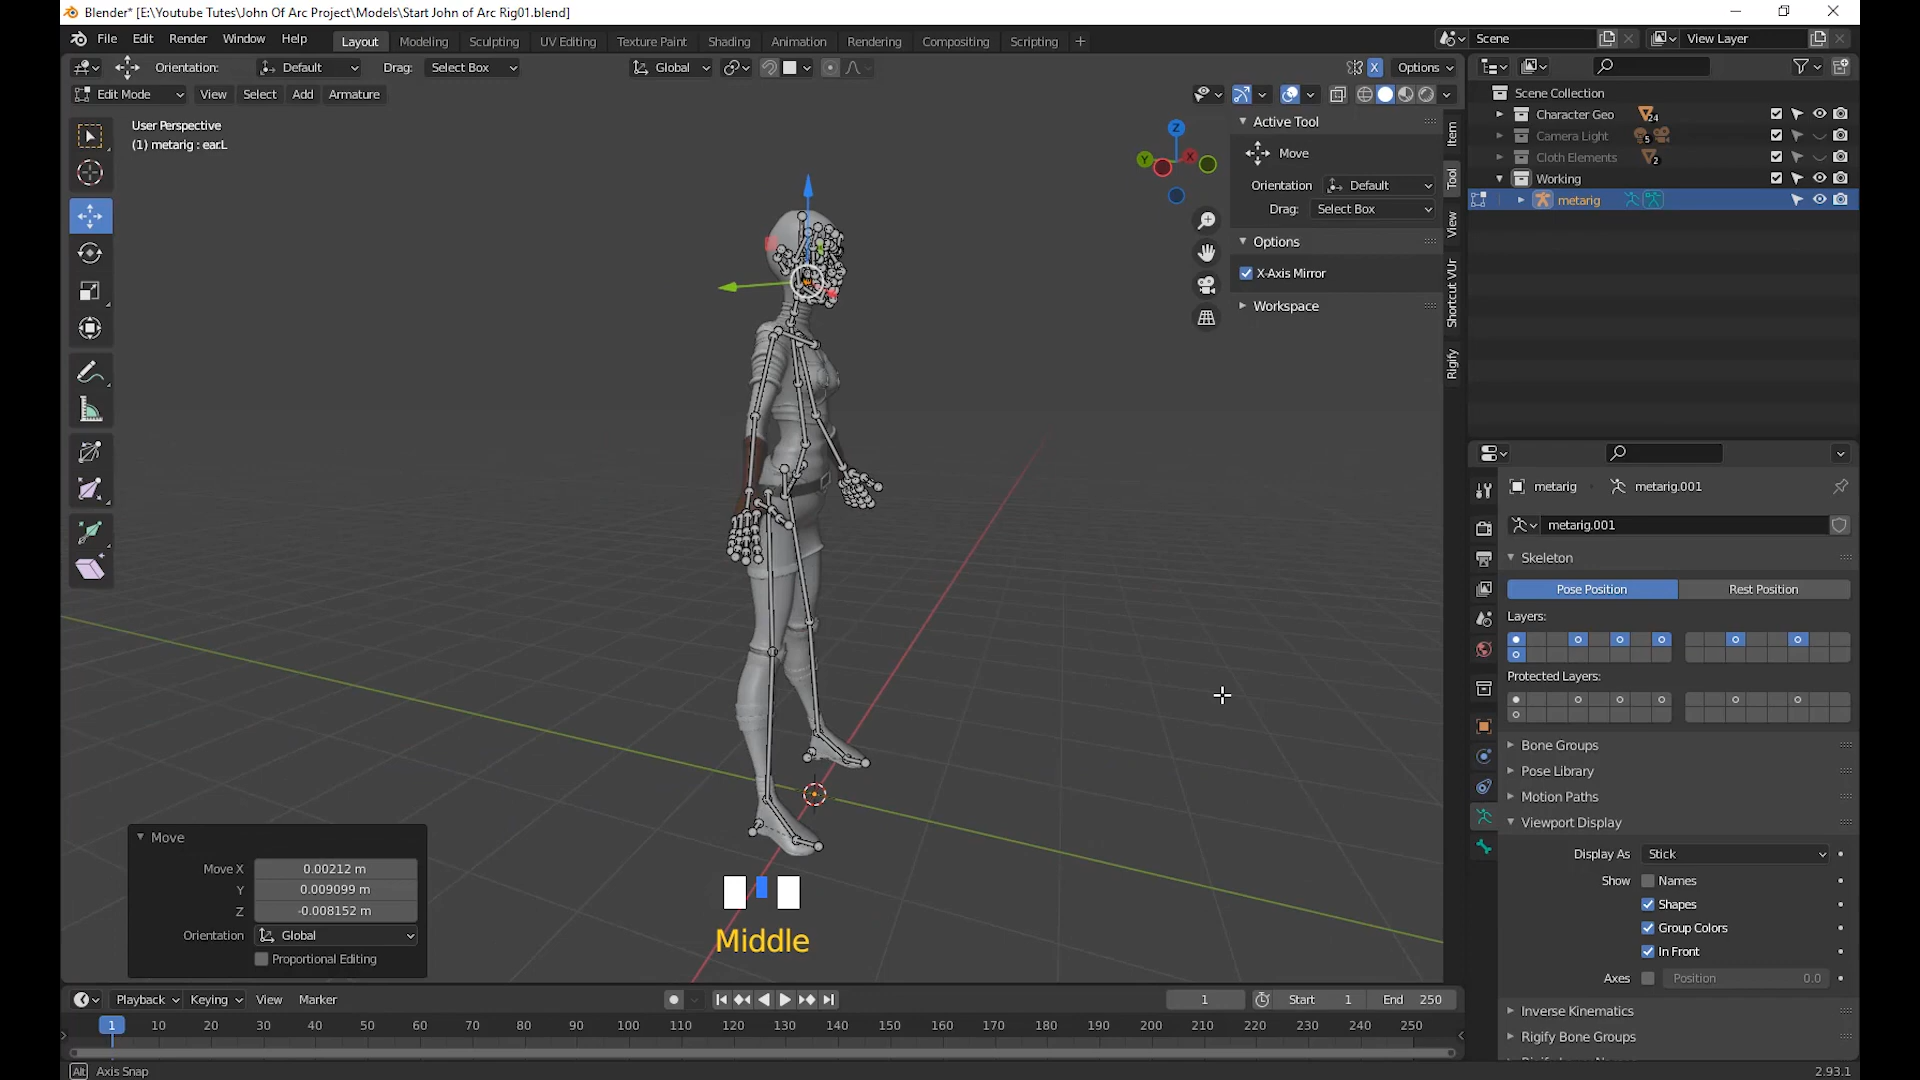 Blender* [E:\Youtube Tutes\John Of Arc Project\Models\Start John of Arc Rig01.blend]
File Edit Render Window Help Layout Modeling Sculpting UV Editing Texture Paint Shading Animation Rendering Compositing Scripting + Scene View Layer
Orientation: Default Drag: Select Box Global X Options
Edit Mode View Select Add Armature
User Perspective
(1) metarig : ear.L
Z
Y X
Active Tool
Move
Orientation Default
Drag: Select Box
Options
X-Axis Mirror
Workspace
Item
Tool
View
Shortcut VUr
Rigify
Scene Collection
Character Geo 24
Camera Light 5
Cloth Elements 2
Working
metarig
metarig metarig.001
metarig.001
Skeleton
Pose Position Rest Position
Layers:
Protected Layers:
Bone Groups
Pose Library
Motion Paths
Viewport Display
Display As Stick
Show Names
Shapes
Group Colors
In Front
Axes Position 0.0
Inverse Kinematics
Rigify Bone Groups
Move
Move X 0.00212 m
Y 0.009099 m
Z -0.008152 m
Orientation Global
Proportional Editing
Middle
Playback Keying View Marker 1 Start 1 End 250
1 10 20 30 40 50 60 70 80 90 100 110 120 130 140 150 160 170 180 190 200 210 220 230 240 250
Alt Axis Snap 2.93.1